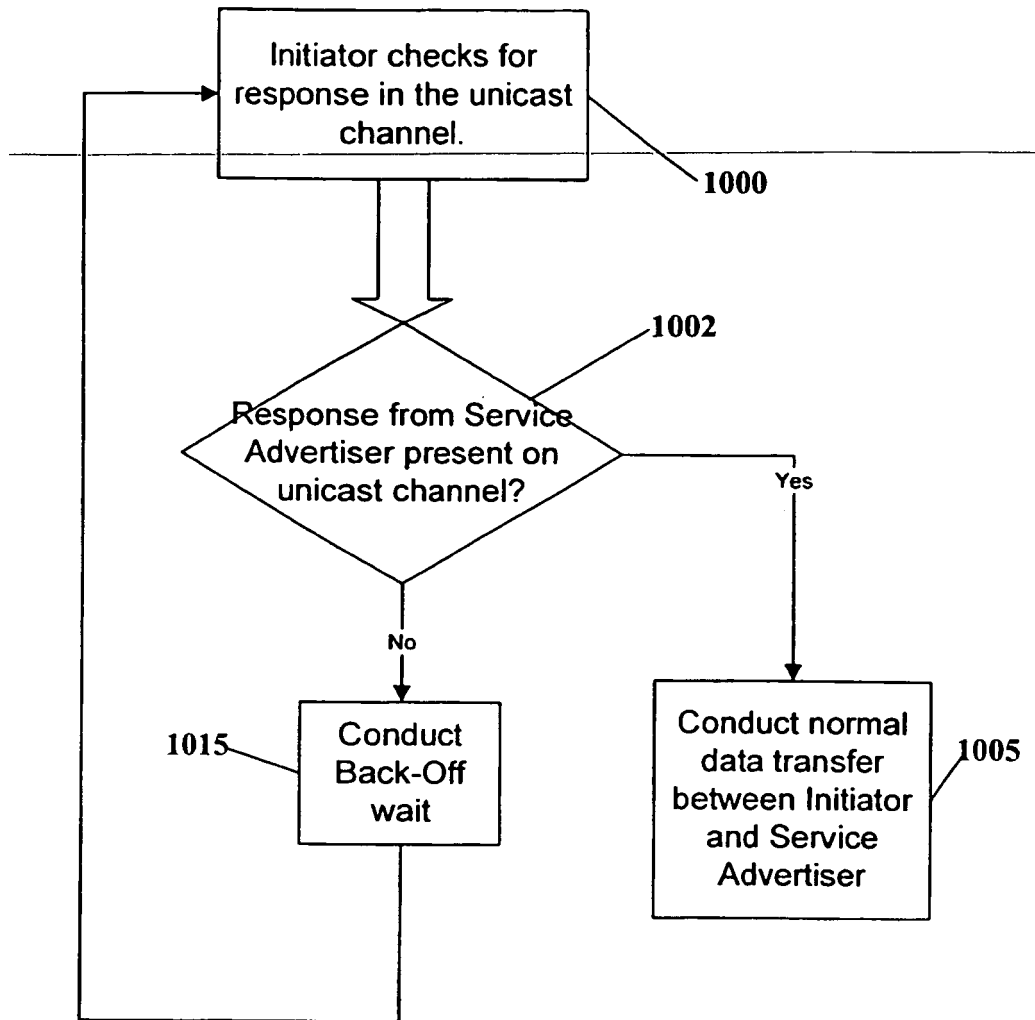 Initiator checks for
response in the unicast
channel.
1000
1002
Response from Service
Advertiser present on
unicast channel?
Yes
No
1015
Conduct
Back-Off
wait
Conduct normal
data transfer
between Initiator
and Service
Advertiser
1005